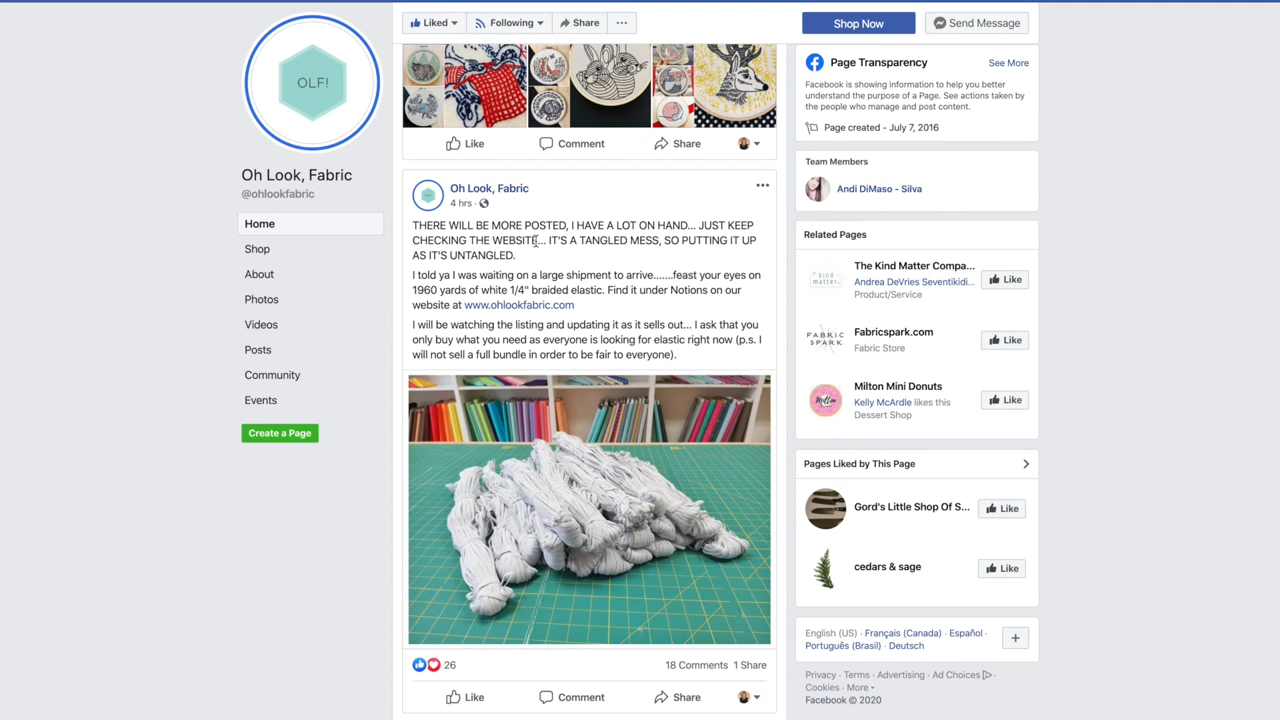 Liked
Following
Share
Shop Now
Send Message
OLF!
Oh Look, Fabric
@ohlookfabric
Home
Shop
About
Photos
Videos
Posts
Community
Events
Create a Page
Like
Comment
Share
Oh Look, Fabric
4 hrs ·
THERE WILL BE MORE POSTED, I HAVE A LOT ON HAND... JUST KEEP
CHECKING THE WEBSITE... IT'S A TANGLED MESS, SO PUTTING IT UP
AS IT'S UNTANGLED.
I told ya I was waiting on a large shipment to arrive.......feast your eyes on
1960 yards of white 1/4" braided elastic. Find it under Notions on our
website at www.ohlookfabric.com
I will be watching the listing and updating it as it sells out... I ask that you
only buy what you need as everyone is looking for elastic right now (p.s. I
will not sell a full bundle in order to be fair to everyone).
26
18 Comments 1 Share
Like
Comment
Share
Page Transparency
See More
Facebook is showing information to help you better
understand the purpose of a Page. See actions taken by
the people who manage and post content.
Page created - July 7, 2016
Team Members
Andi DiMaso - Silva
Related Pages
The Kind Matter Compa...
Andrea DeVries Seventikidi...
Product/Service
Like
kind
matter
Fabricspark.com
Fabric Store
Like
FABRIC
SPARK
Milton Mini Donuts
Kelly McArdle likes this
Dessert Shop
Like
Milton
Pages Liked by This Page
Gord's Little Shop Of S...
Like
cedars & sage
Like
English (US) · Français (Canada) · Español ·
Português (Brasil) · Deutsch
Privacy · Terms · Advertising · Ad Choices ·
Cookies · More
Facebook © 2020